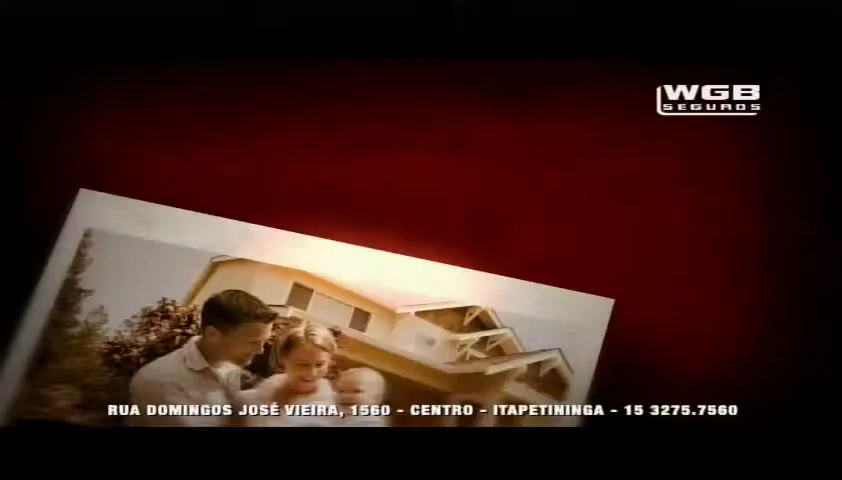 WGB
SEGUROS
RUA DOMINGOS JOSÉ VIEIRA, 1560 - CENTRO - ITAPETININGA - 15 3275.7560